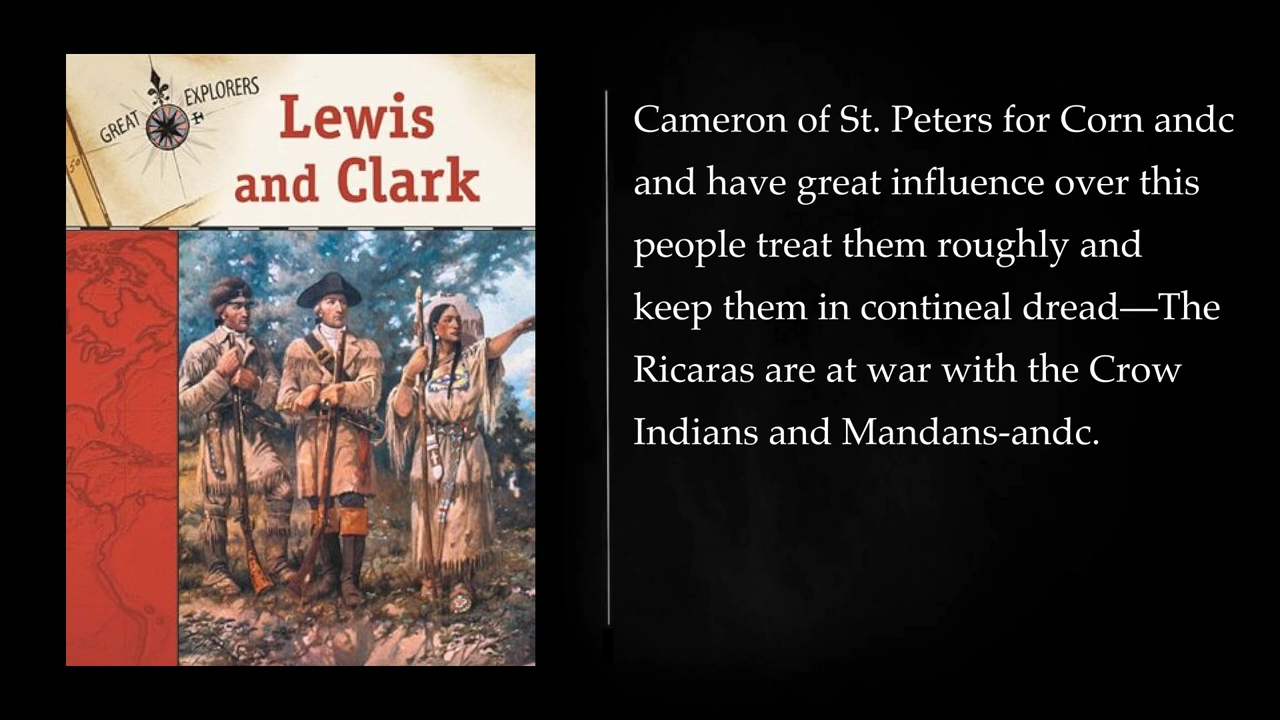 GREAT EXPLORERS
Lewis
and Clark
50
Cameron of St. Peters for Corn andc
and have great influence over this
people treat them roughly and
keep them in contineal dread—The
Ricaras are at war with the Crow
Indians and Mandans-andc.